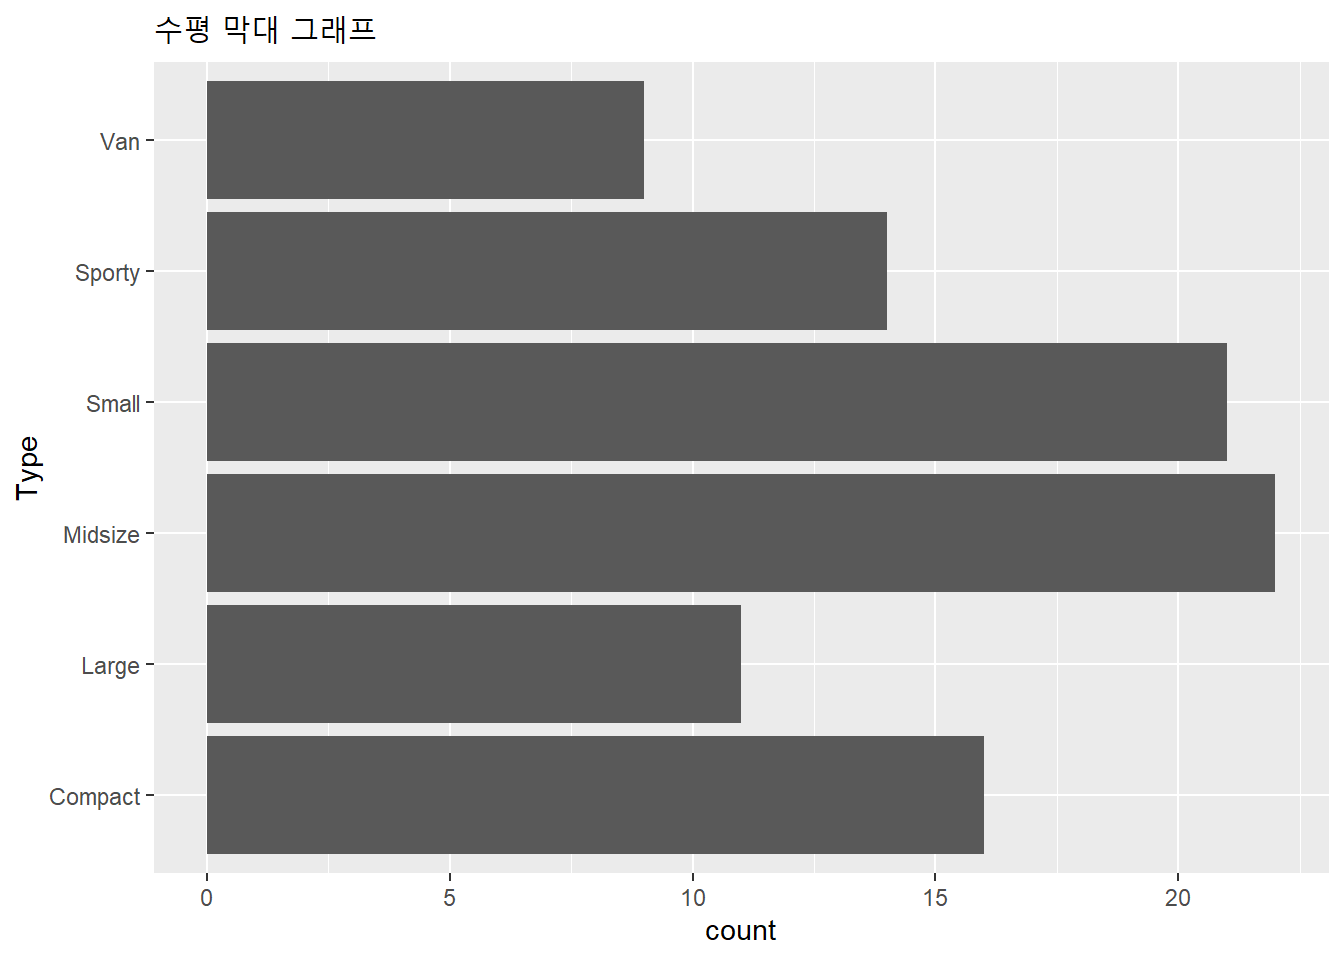 수평 막대 그래프
Van
Sporty
Small
Midsize
Large
Compact
Type
0 5 10 15 20
count